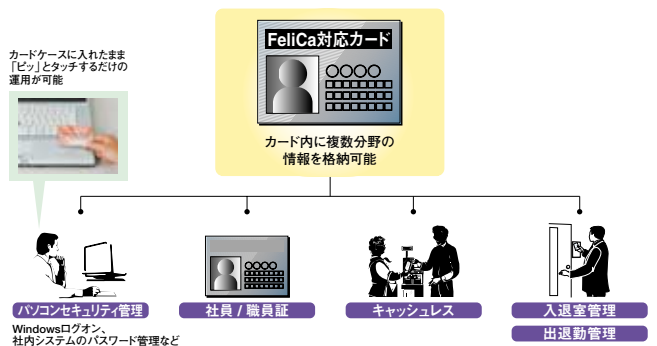 FeliCa対応カード
カード内に複数分野の
情報を格納可能
カードケースに入れたまま
「ピッ」とタッチするだけの
運用が可能
パソコンセキュリティ管理
Windowsログオン、
社内システムのパスワード管理など
社員 / 職員証
キャッシュレス
入退室管理
出退勤管理